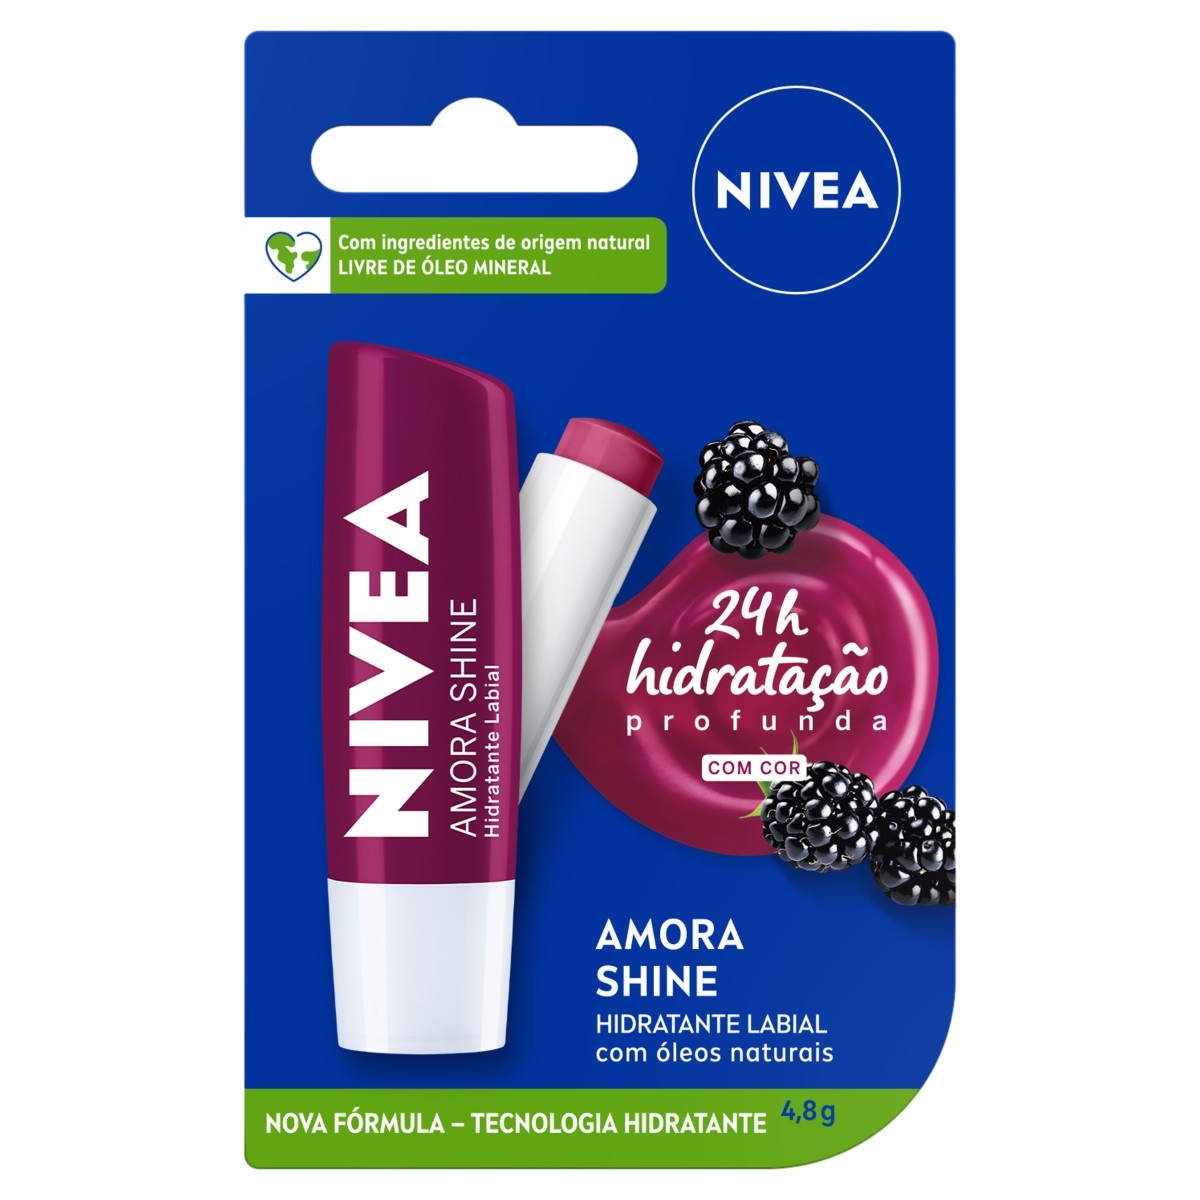 NIVEA
Com ingredientes de origem natural
LIVRE DE ÓLEO MINERAL
NIVEA
AMORA SHINE
Hidratante Labial
24h
hidratação
profunda
COM COR
AMORA
SHINE
HIDRATANTE LABIAL
com óleos naturais
NOVA FÓRMULA – TECNOLOGIA HIDRATANTE
4,8g